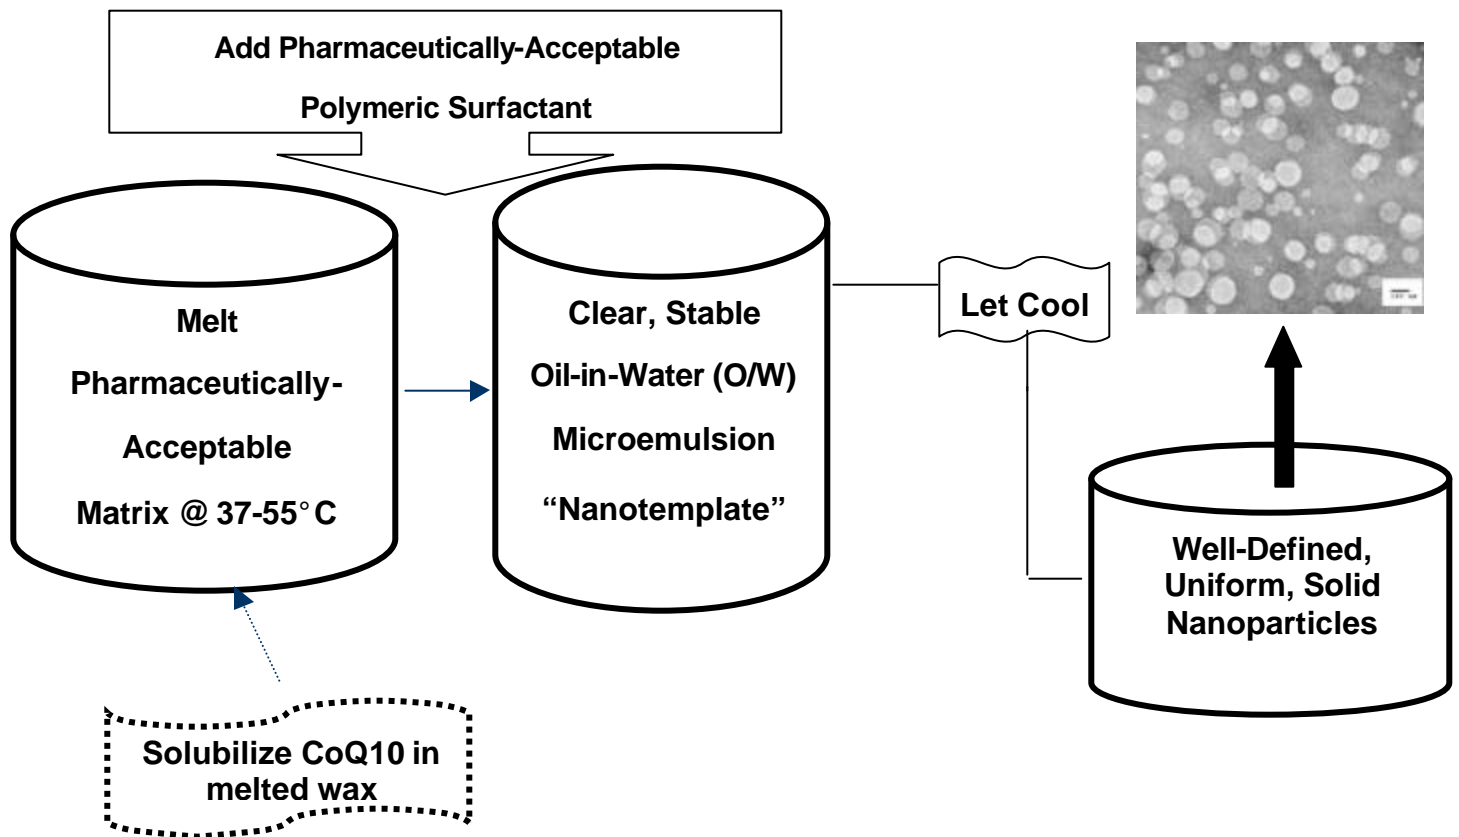 Add Pharmaceutically-Acceptable
Polymeric Surfactant
Melt
Pharmaceutically-
Acceptable
Matrix @ 37-55°C
Clear, Stable
Oil-in-Water (O/W)
Microemulsion
“Nanotemplate”
Let Cool
Well-Defined,
Uniform, Solid
Nanoparticles
Solubilize CoQ10 in
melted wax